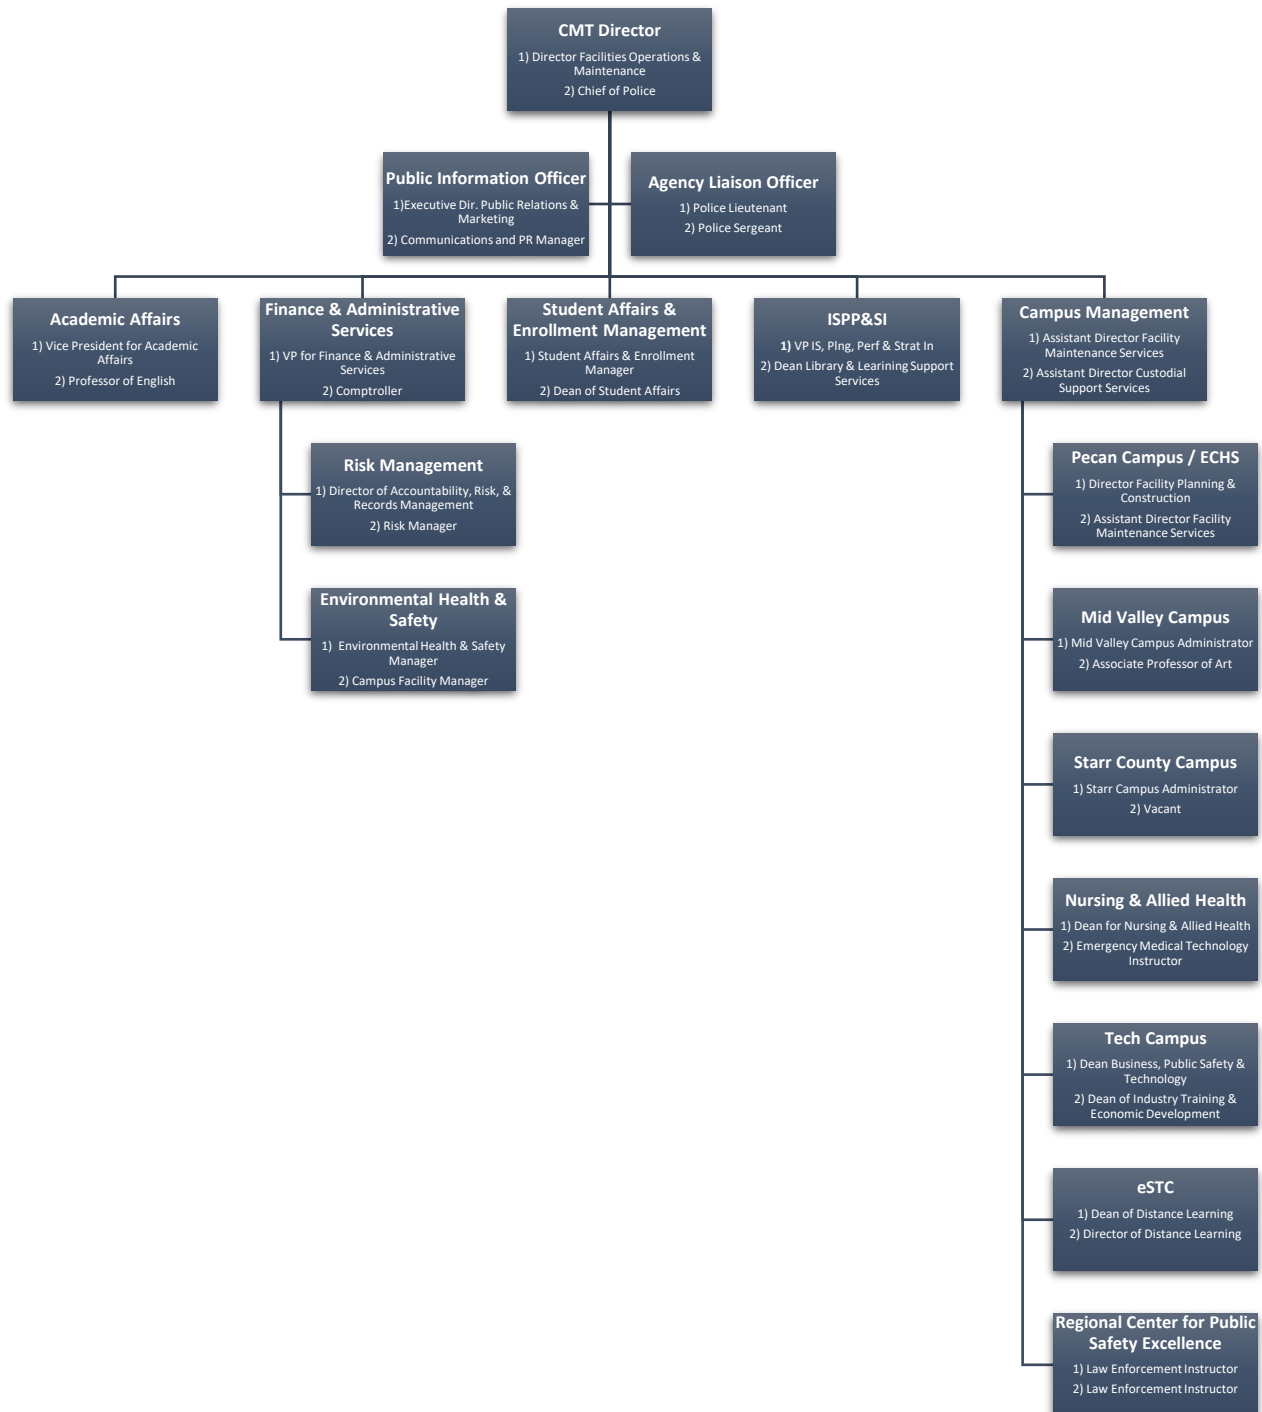 CMT Director
1) Director Facilities Operations &
Maintenance
2) Chief of Police
Public Information Officer
1)Executive Dir. Public Relations &
Marketing
2) Communications and PR Manager
Agency Liaison Officer
1) Police Lieutenant
2) Police Sergeant
Academic Affairs
1) Vice President for Academic
Affairs
2) Professor of English
Finance & Administrative
Services
1) VP for Finance & Administrative
Services
2) Comptroller
Student Affairs &
Enrollment Management
1) Student Affairs & Enrollment
Manager
2) Dean of Student Affairs
ISPP&SI
1) VP IS, Plng, Perf & Strat In
2) Dean Library & Learining Support
Services
Campus Management
1) Assistant Director Facility
Maintenance Services
2) Assistant Director Custodial
Support Services
Risk Management
1) Director of Accountability, Risk, &
Records Management
2) Risk Manager
Environmental Health &
Safety
1) Environmental Health & Safety
Manager
2) Campus Facility Manager
Pecan Campus / ECHS
1) Director Facility Planning &
Construction
2) Assistant Director Facility
Maintenance Services
Mid Valley Campus
1) Mid Valley Campus Administrator
2) Associate Professor of Art
Starr County Campus
1) Starr Campus Administrator
2) Vacant
Nursing & Allied Health
1) Dean for Nursing & Allied Health
2) Emergency Medical Technology
Instructor
Tech Campus
1) Dean Business, Public Safety &
Technology
2) Dean of Industry Training &
Economic Development
eSTC
1) Dean of Distance Learning
2) Director of Distance Learning
Regional Center for Public
Safety Excellence
1) Law Enforcement Instructor
2) Law Enforcement Instructor